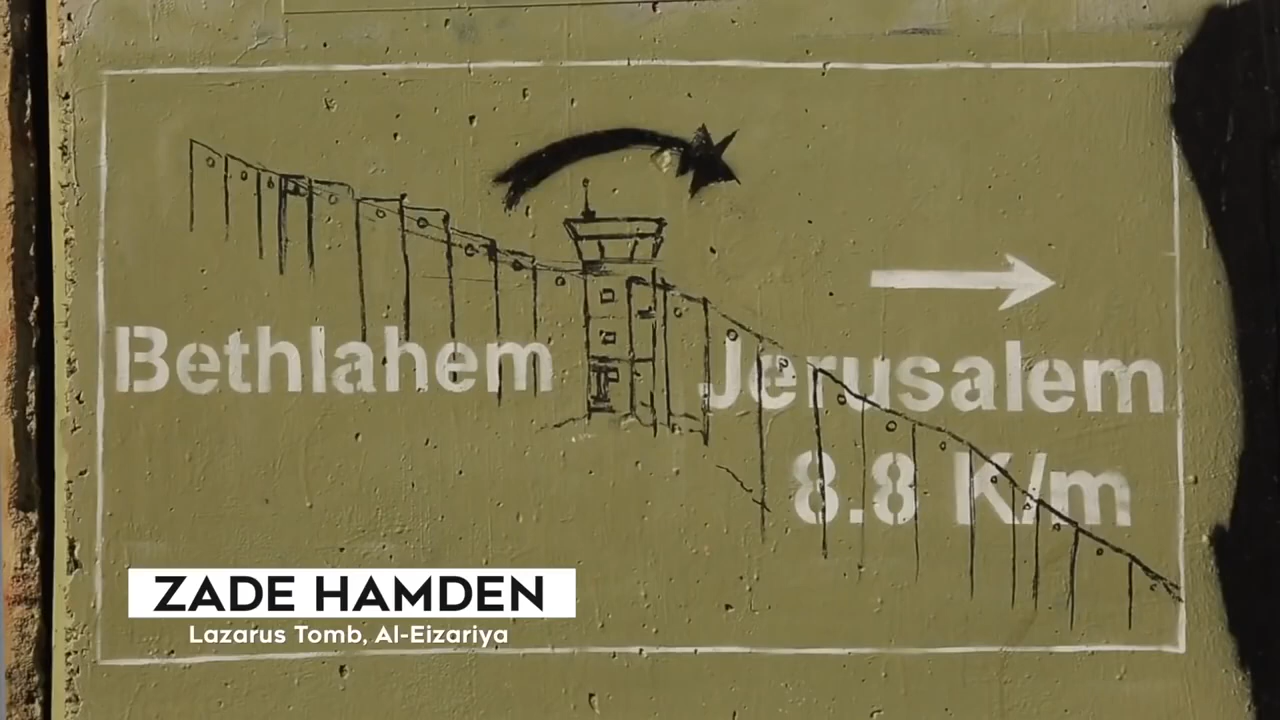 Bethlahem
Jerusalem
8.8 K/m
ZADE HAMDEN
Lazarus Tomb, Al-Eizariya